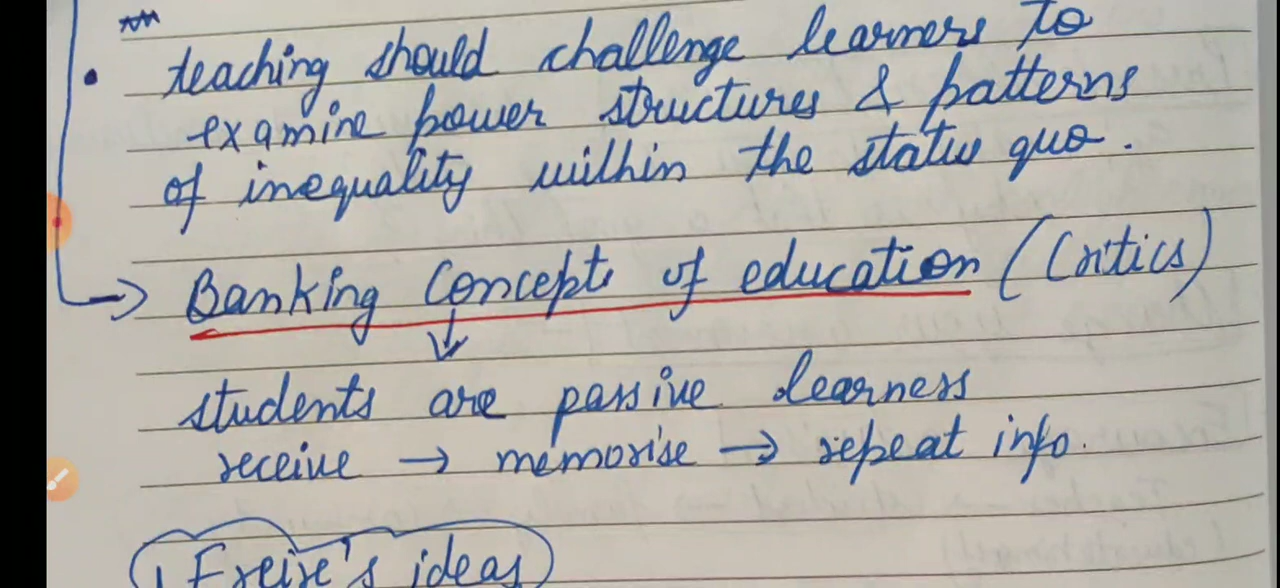 • teaching should challenge learners to
examine power structures & patterns
of inequality within the status quo.
→ Banking Concepts of education (Critics)
↓
students are passive learners
receive → memorise → repeat info.
Freire's ideas